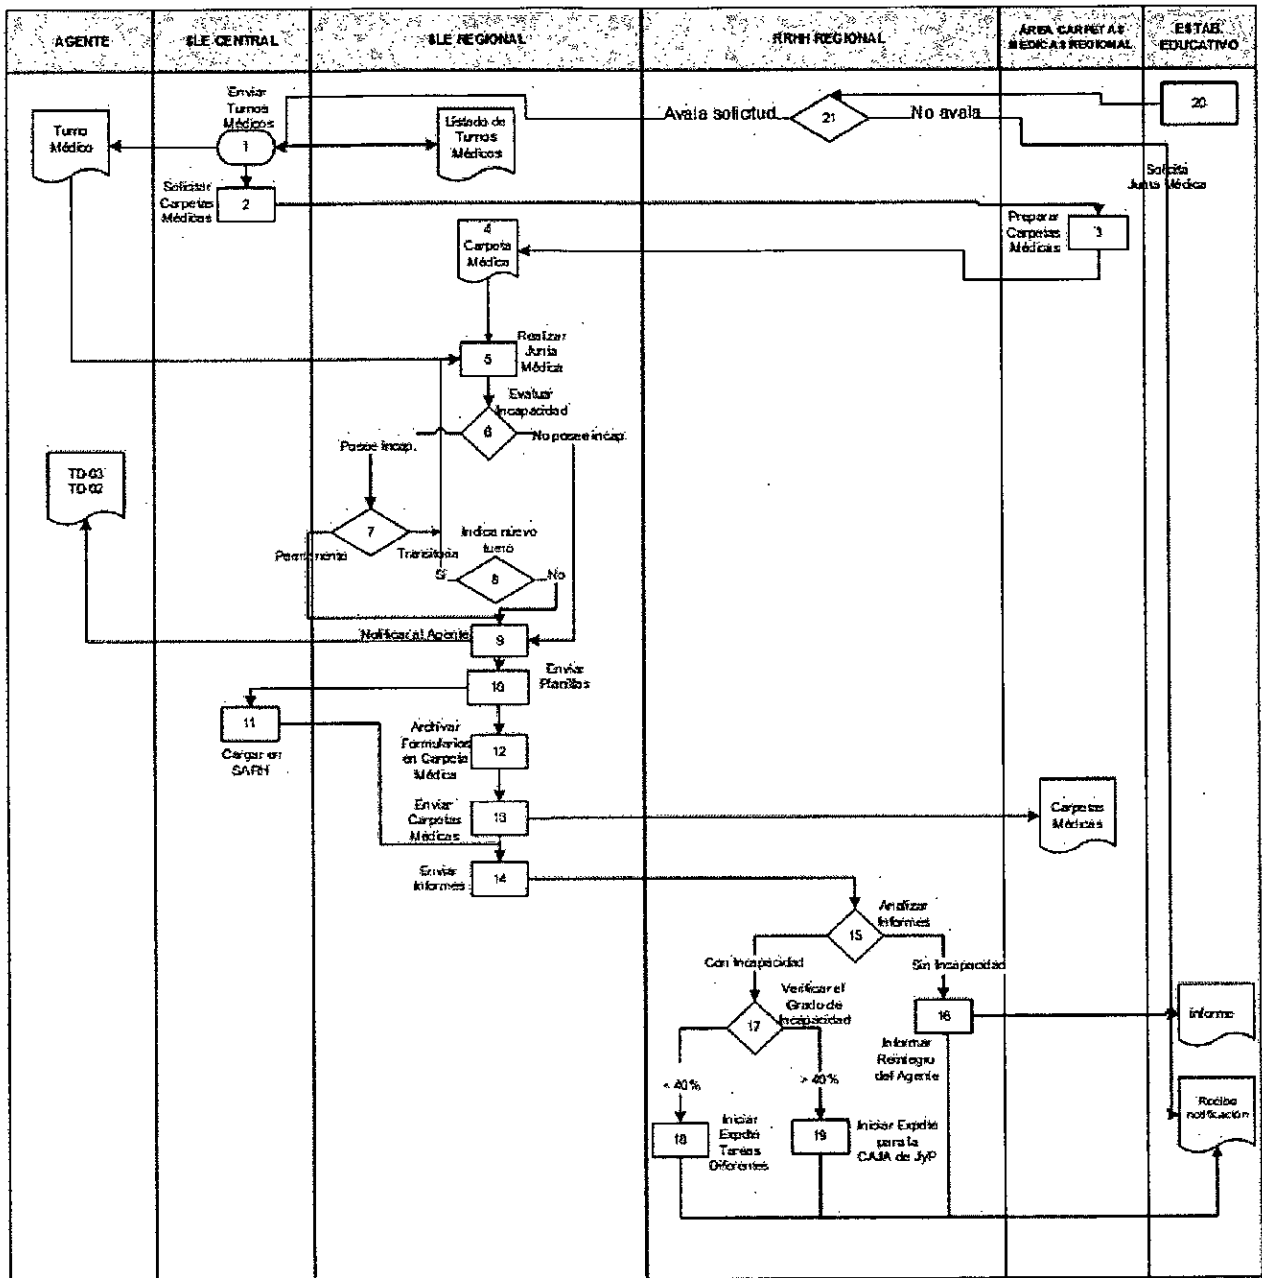 AGENTE
SLE CENTRAL
SLE REGIONAL
RRHH REGIONAL
ÁREA CARPETAS
MÉDICAS REGIONAL
ESTAB.
EDUCATIVO
Enviar
Turnos
Médicos
1
Turno
Médico
Listado de
Turnos
Médicos
Avala solicitud
21
No avala
20
Solicita
Junta Médica
Solicitar
Carpetas
Médicas
2
Preparar
Carpetas
Médicas
3
4
Carpeta
Médica
5
Realizar
Junta
Médica
Evaluar
Incapacidad
6
Posee Incap.
No posee incap.
TD-03
TD-02
7
Permanente
Transitoria
Indica nuevo
turno
Si
8
No
Notificar al Agente
9
10
Enviar
Planillas
11
Cargar en
SARH
Archivar
Formularios
en Carpeta
Médica
12
Enviar
Carpetas
Médicas
13
Carpetas
Médicas
Enviar
Informes
14
Analizar
Informes
15
Con Incapacidad
Sin Incapacidad
Verificar el
Grado de
Incapacidad
17
16
Informar
Reintegro
del Agente
Informe
< 40%
> 40%
18
Iniciar
Expdte
Tareas
Diferentes
19
Iniciar Expdte
para la
CAJA de JyP
Recibe
notificación